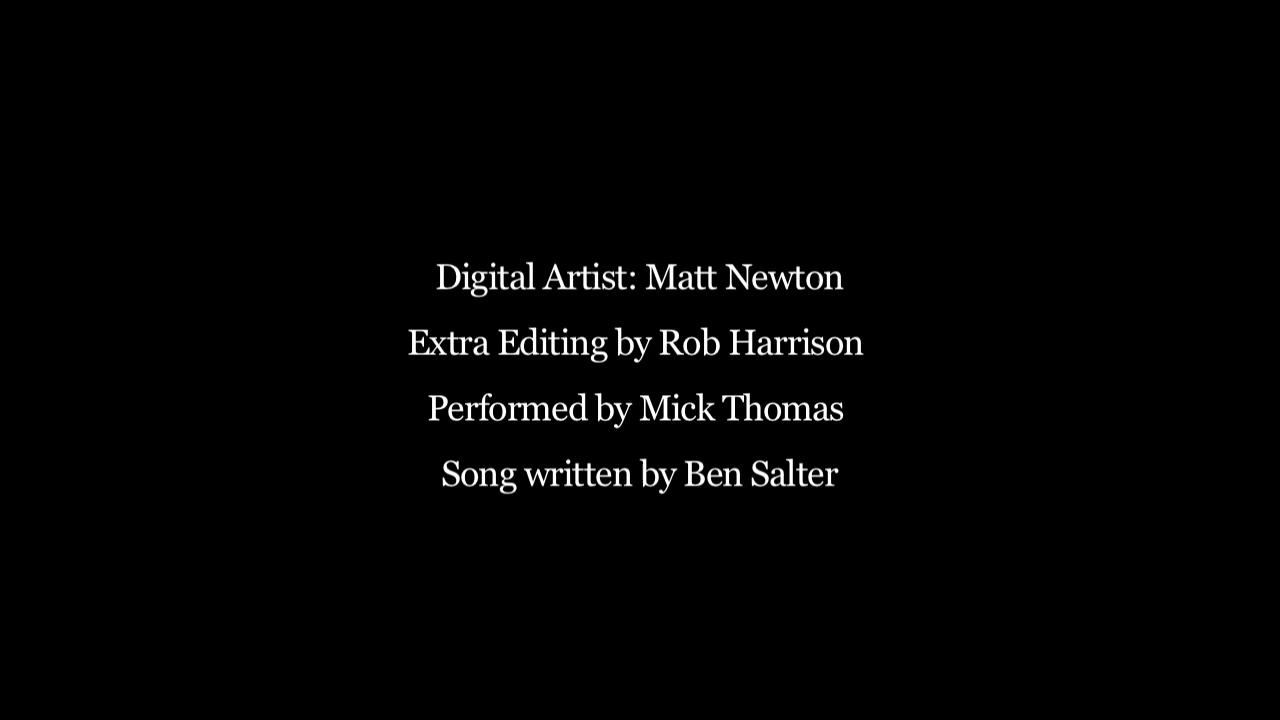 Digital Artist: Matt Newton
Extra Editing by Rob Harrison
Performed by Mick Thomas
Song written by Ben Salter